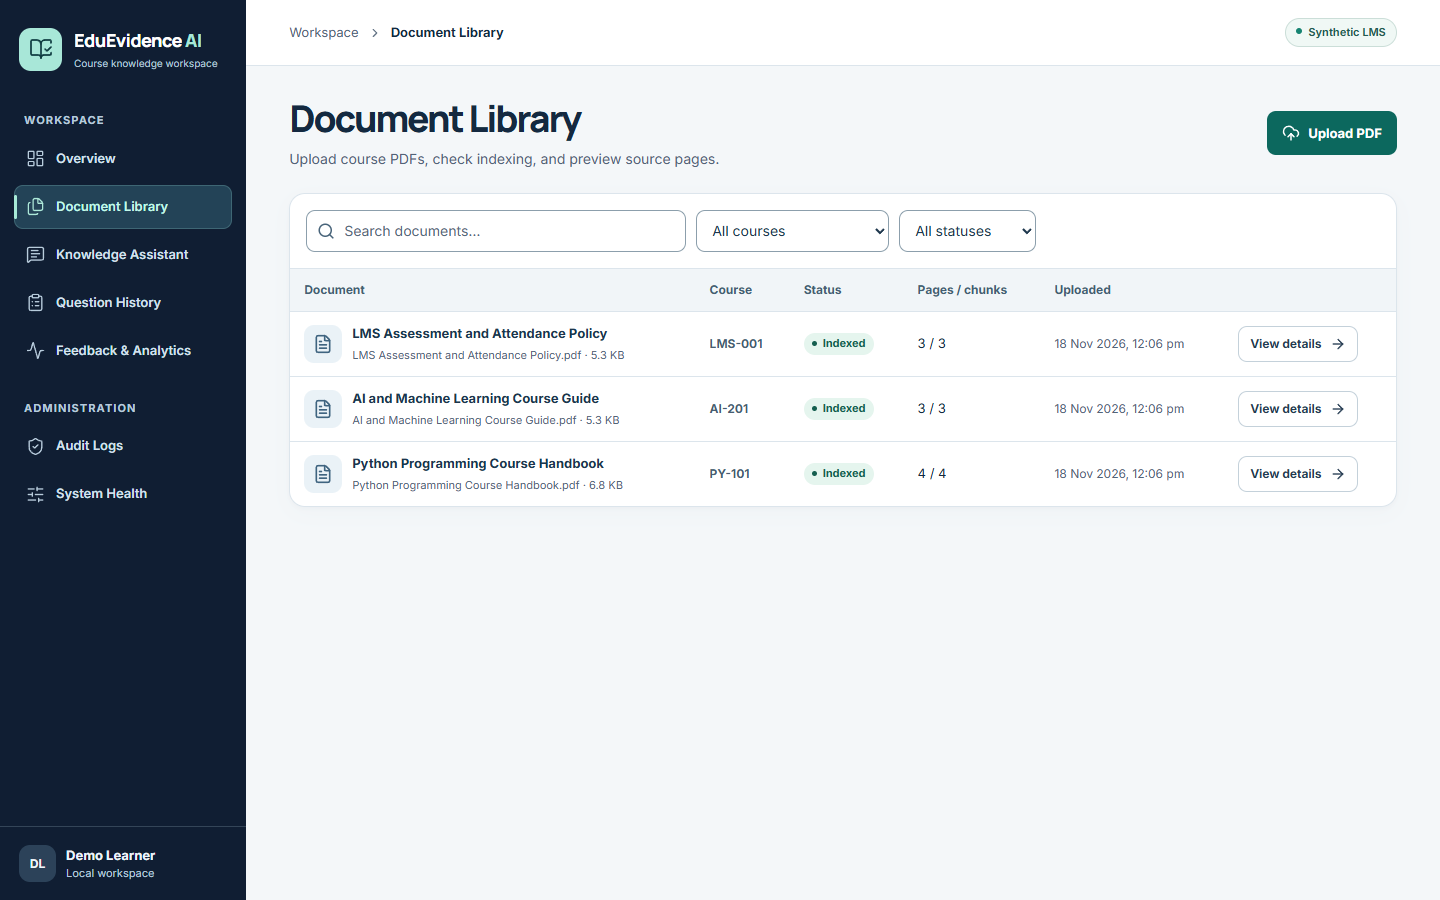 EduEvidence AI
Course knowledge workspace
WORKSPACE
Overview
Document Library
Knowledge Assistant
Question History
Feedback & Analytics
ADMINISTRATION
Audit Logs
System Health
DL
Demo Learner
Local workspace
Workspace > Document Library
Synthetic LMS
Document Library
Upload course PDFs, check indexing, and preview source pages.
Upload PDF
Search documents...
All courses
All statuses
Document Course Status Pages / chunks Uploaded
LMS Assessment and Attendance Policy
LMS Assessment and Attendance Policy.pdf · 5.3 KB
LMS-001 Indexed 3 / 3 18 Nov 2026, 12:06 pm View details
AI and Machine Learning Course Guide
AI and Machine Learning Course Guide.pdf · 5.3 KB
AI-201 Indexed 3 / 3 18 Nov 2026, 12:06 pm View details
Python Programming Course Handbook
Python Programming Course Handbook.pdf · 6.8 KB
PY-101 Indexed 4 / 4 18 Nov 2026, 12:06 pm View details